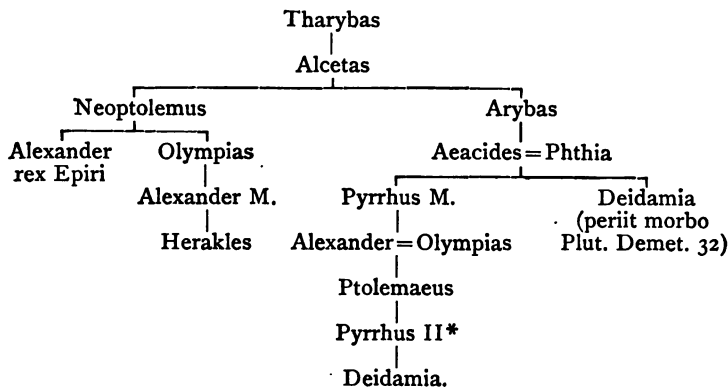 Tharybas
Alcetas
Neoptolemus Arybas
Alexander Olympias Aeacides=Phthia
rex Epiri
Alexander M. Pyrrhus M. Deidamia
(periit morbo
Herakles Alexander=Olympias Plut. Demet. 32)
Ptolemaeus
Pyrrhus II*
Deidamia.